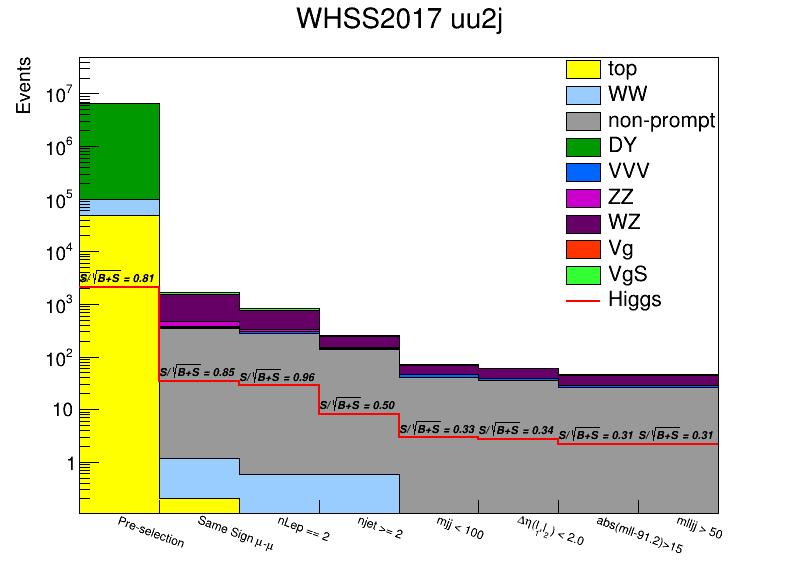 WHSS2017 uu2j
Events
10^7
10^6
10^5
10^4
10^3
10^2
10
1
top
WW
non-prompt
DY
VVV
ZZ
WZ
Vg
VgS
Higgs
S/√B+S = 0.81
S/√B+S = 0.85
S/√B+S = 0.96
S/√B+S = 0.50
S/√B+S = 0.33
S/√B+S = 0.34
S/√B+S = 0.31
S/√B+S = 0.31
Pre-selection
Same Sign μ-μ
nLep == 2
njet >= 2
mjj < 100
Δη(l₁l₂) < 2.0
abs(mll-91.2)>15
mlljj > 50